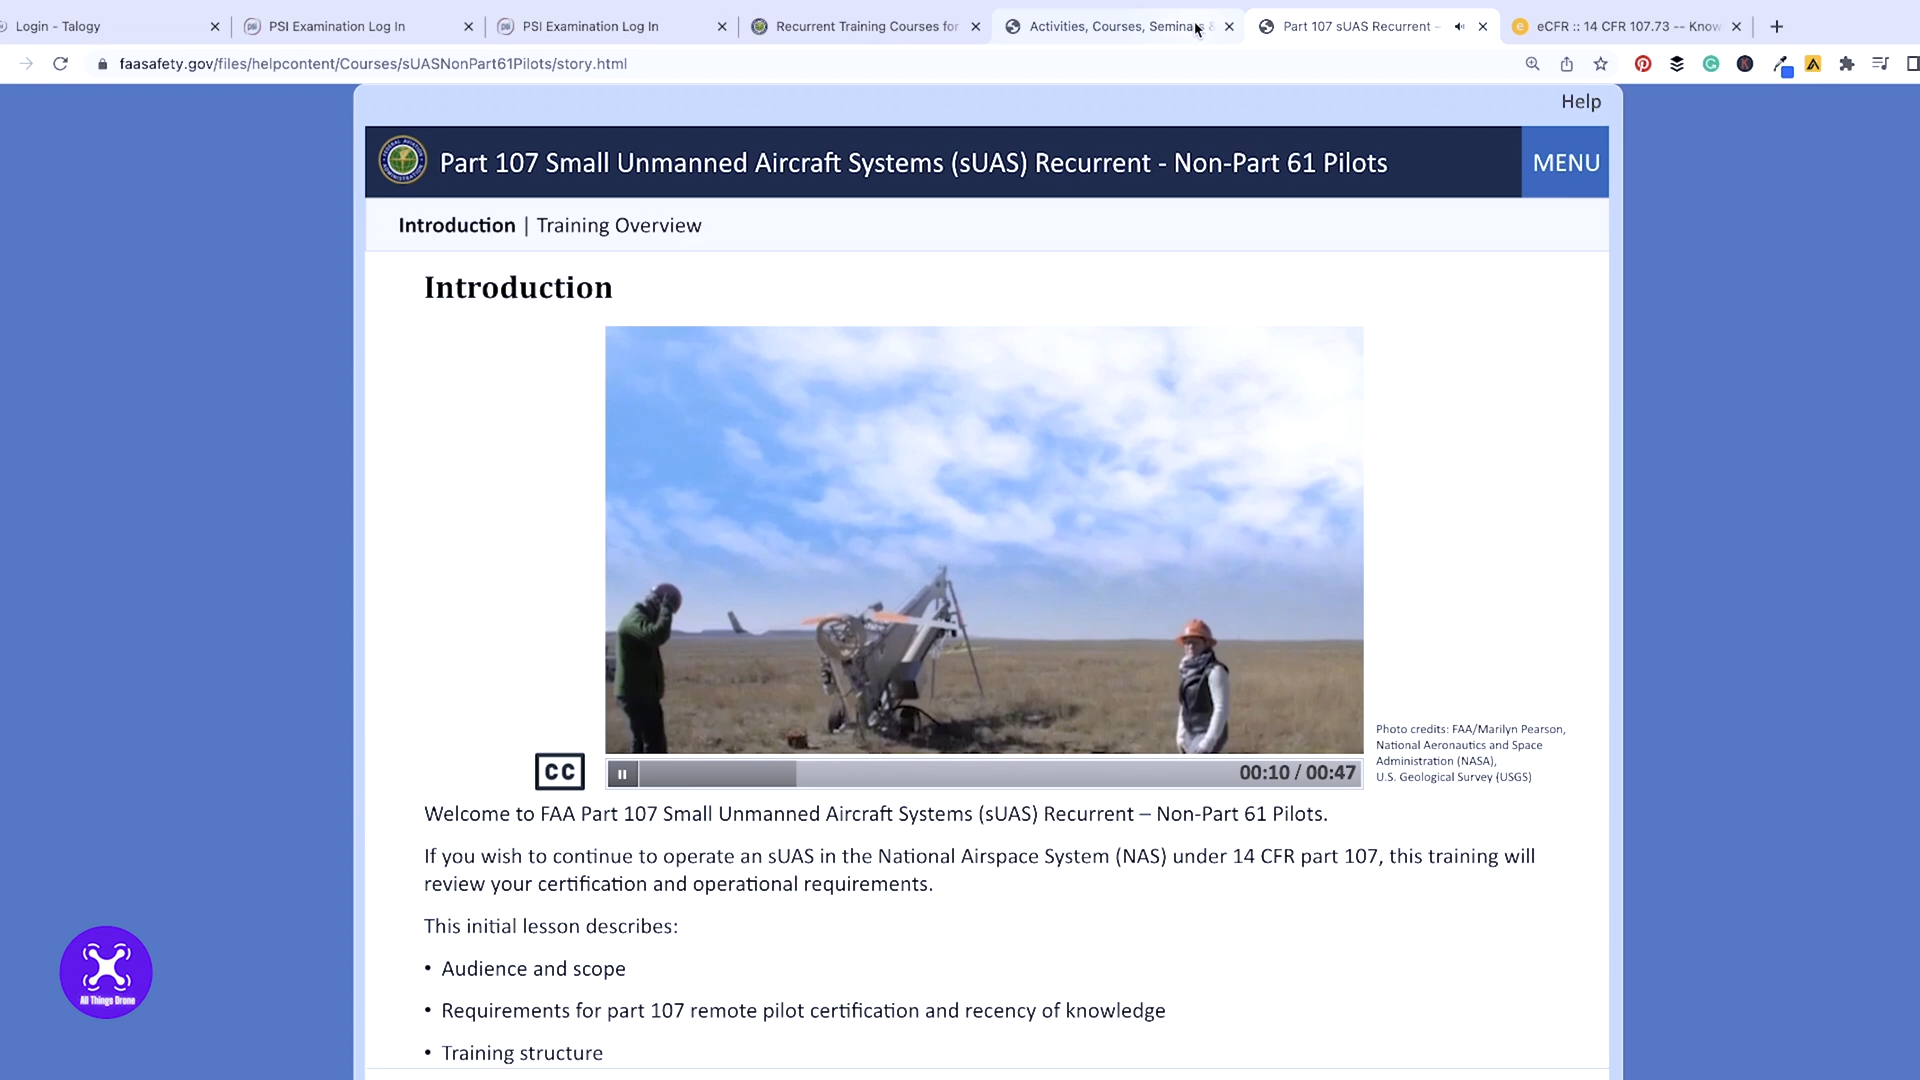 Login - Talogy
PSI Examination Log In
PSI Examination Log In
Recurrent Training Courses for
Activities, Courses, Seminars &
Part 107 sUAS Recurrent –
eCFR :: 14 CFR 107.73 -- Know
faasafety.gov/files/helpcontent/Courses/sUASNonPart61Pilots/story.html
Help
Part 107 Small Unmanned Aircraft Systems (sUAS) Recurrent - Non-Part 61 Pilots
MENU
Introduction | Training Overview
Introduction
Photo credits: FAA/Marilyn Pearson,
National Aeronautics and Space
Administration (NASA),
U.S. Geological Survey (USGS)
CC
00:10 / 00:47
Welcome to FAA Part 107 Small Unmanned Aircraft Systems (sUAS) Recurrent – Non-Part 61 Pilots.
If you wish to continue to operate an sUAS in the National Airspace System (NAS) under 14 CFR part 107, this training will
review your certification and operational requirements.
This initial lesson describes:
• Audience and scope
• Requirements for part 107 remote pilot certification and recency of knowledge
• Training structure
All Things Drone